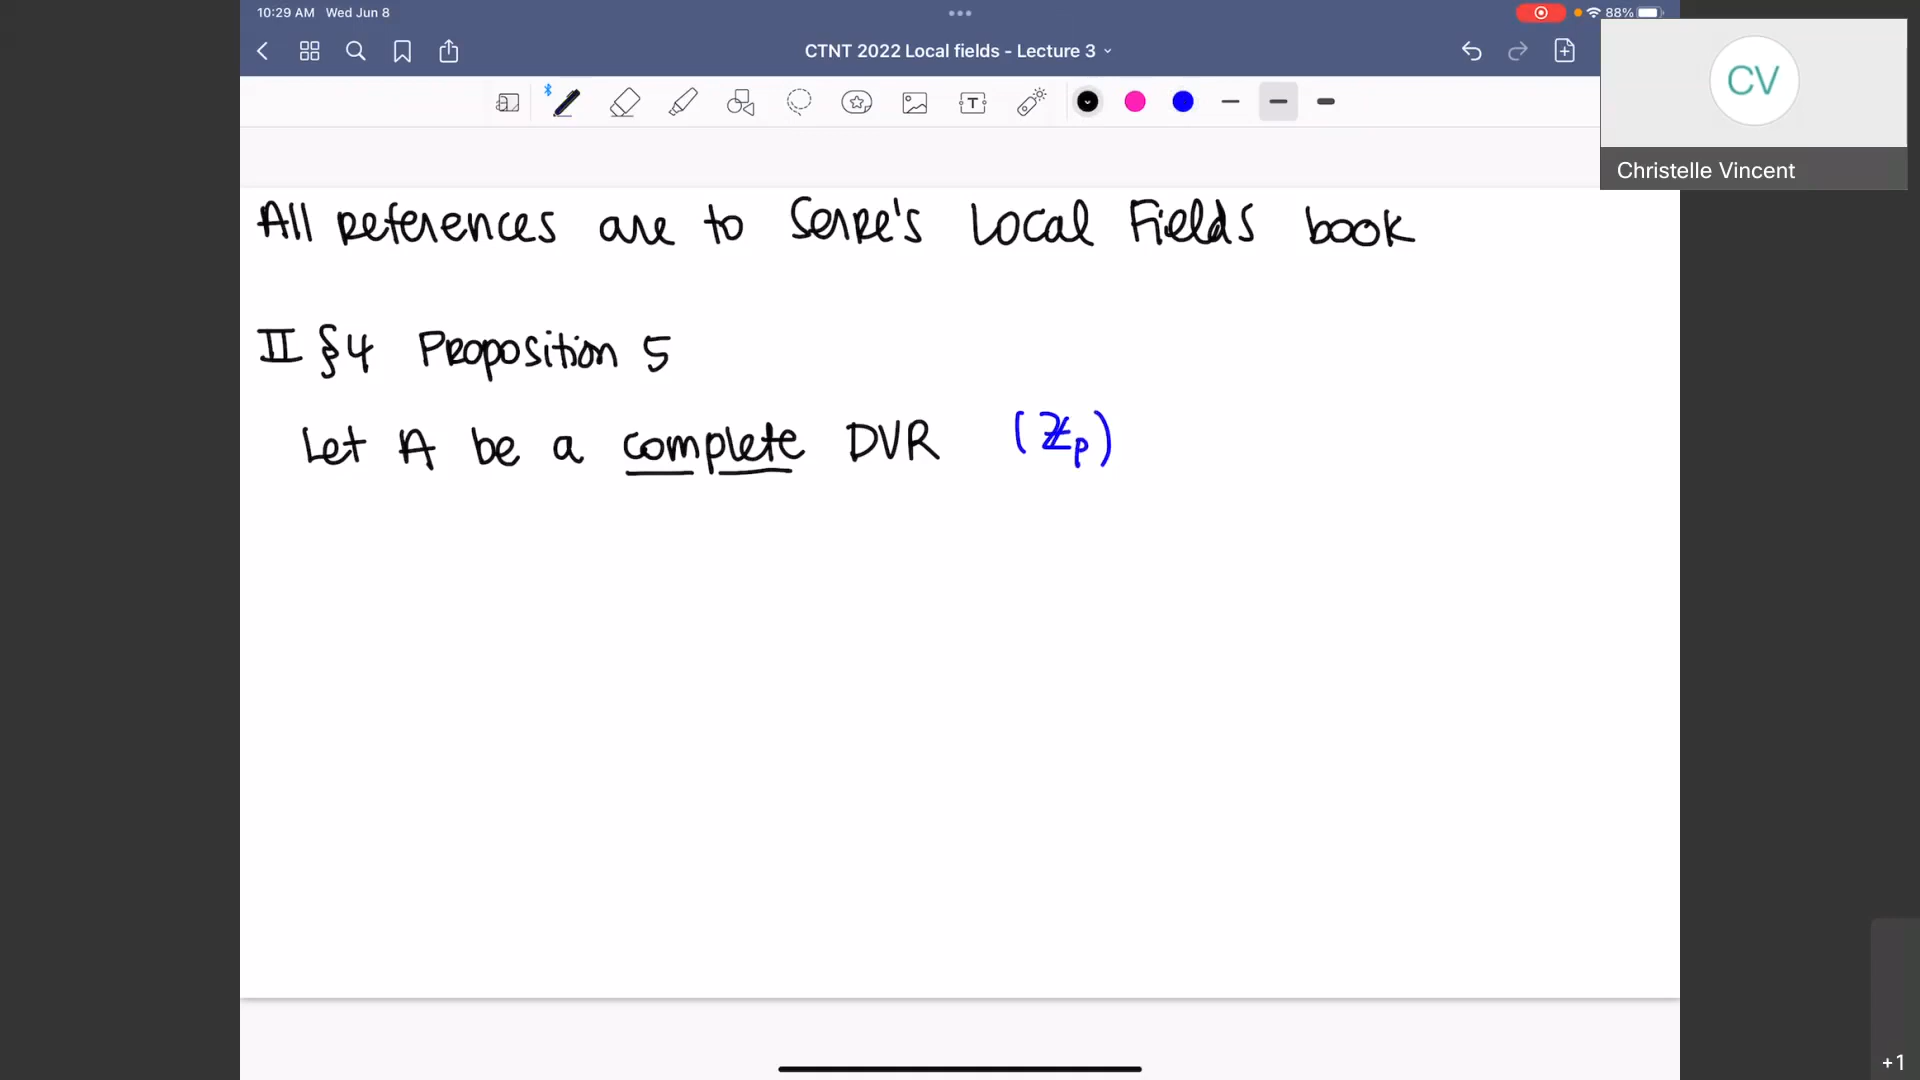 10:29 AM Wed Jun 8
88%
CTNT 2022 Local fields - Lecture 3
T
CV
Christelle Vincent
All references are to Serre's Local Fields book
II §4 Proposition 5
Let A be a complete DVR (ℤp)
+1